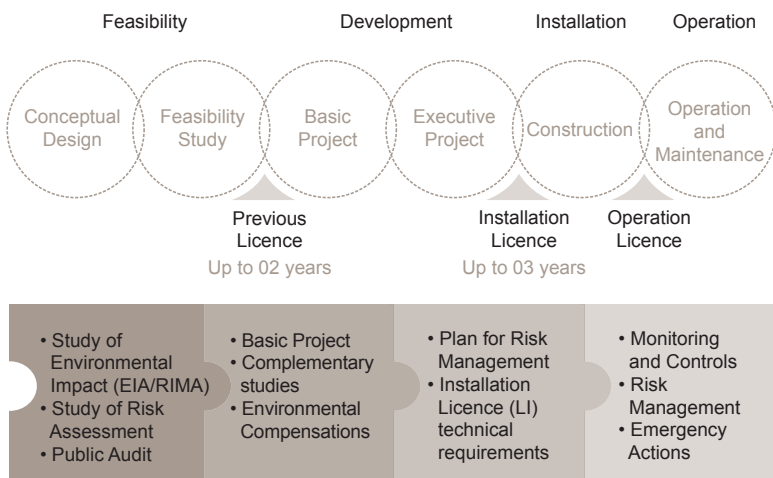 Feasibility
Development
Installation
Operation
Conceptual
Design
Feasibility
Study
Basic
Project
Executive
Project
Construction
Operation
and
Maintenance
Previous
Licence
Up to 02 years
Installation
Licence
Up to 03 years
Operation
Licence
• Study of
Environmental
Impact (EIA/RIMA)
• Study of Risk
Assessment
• Public Audit
• Basic Project
• Complementary
studies
• Environmental
Compensations
• Plan for Risk
Management
• Installation
Licence (LI)
technical
requirements
• Monitoring
and Controls
• Risk
Management
• Emergency
Actions